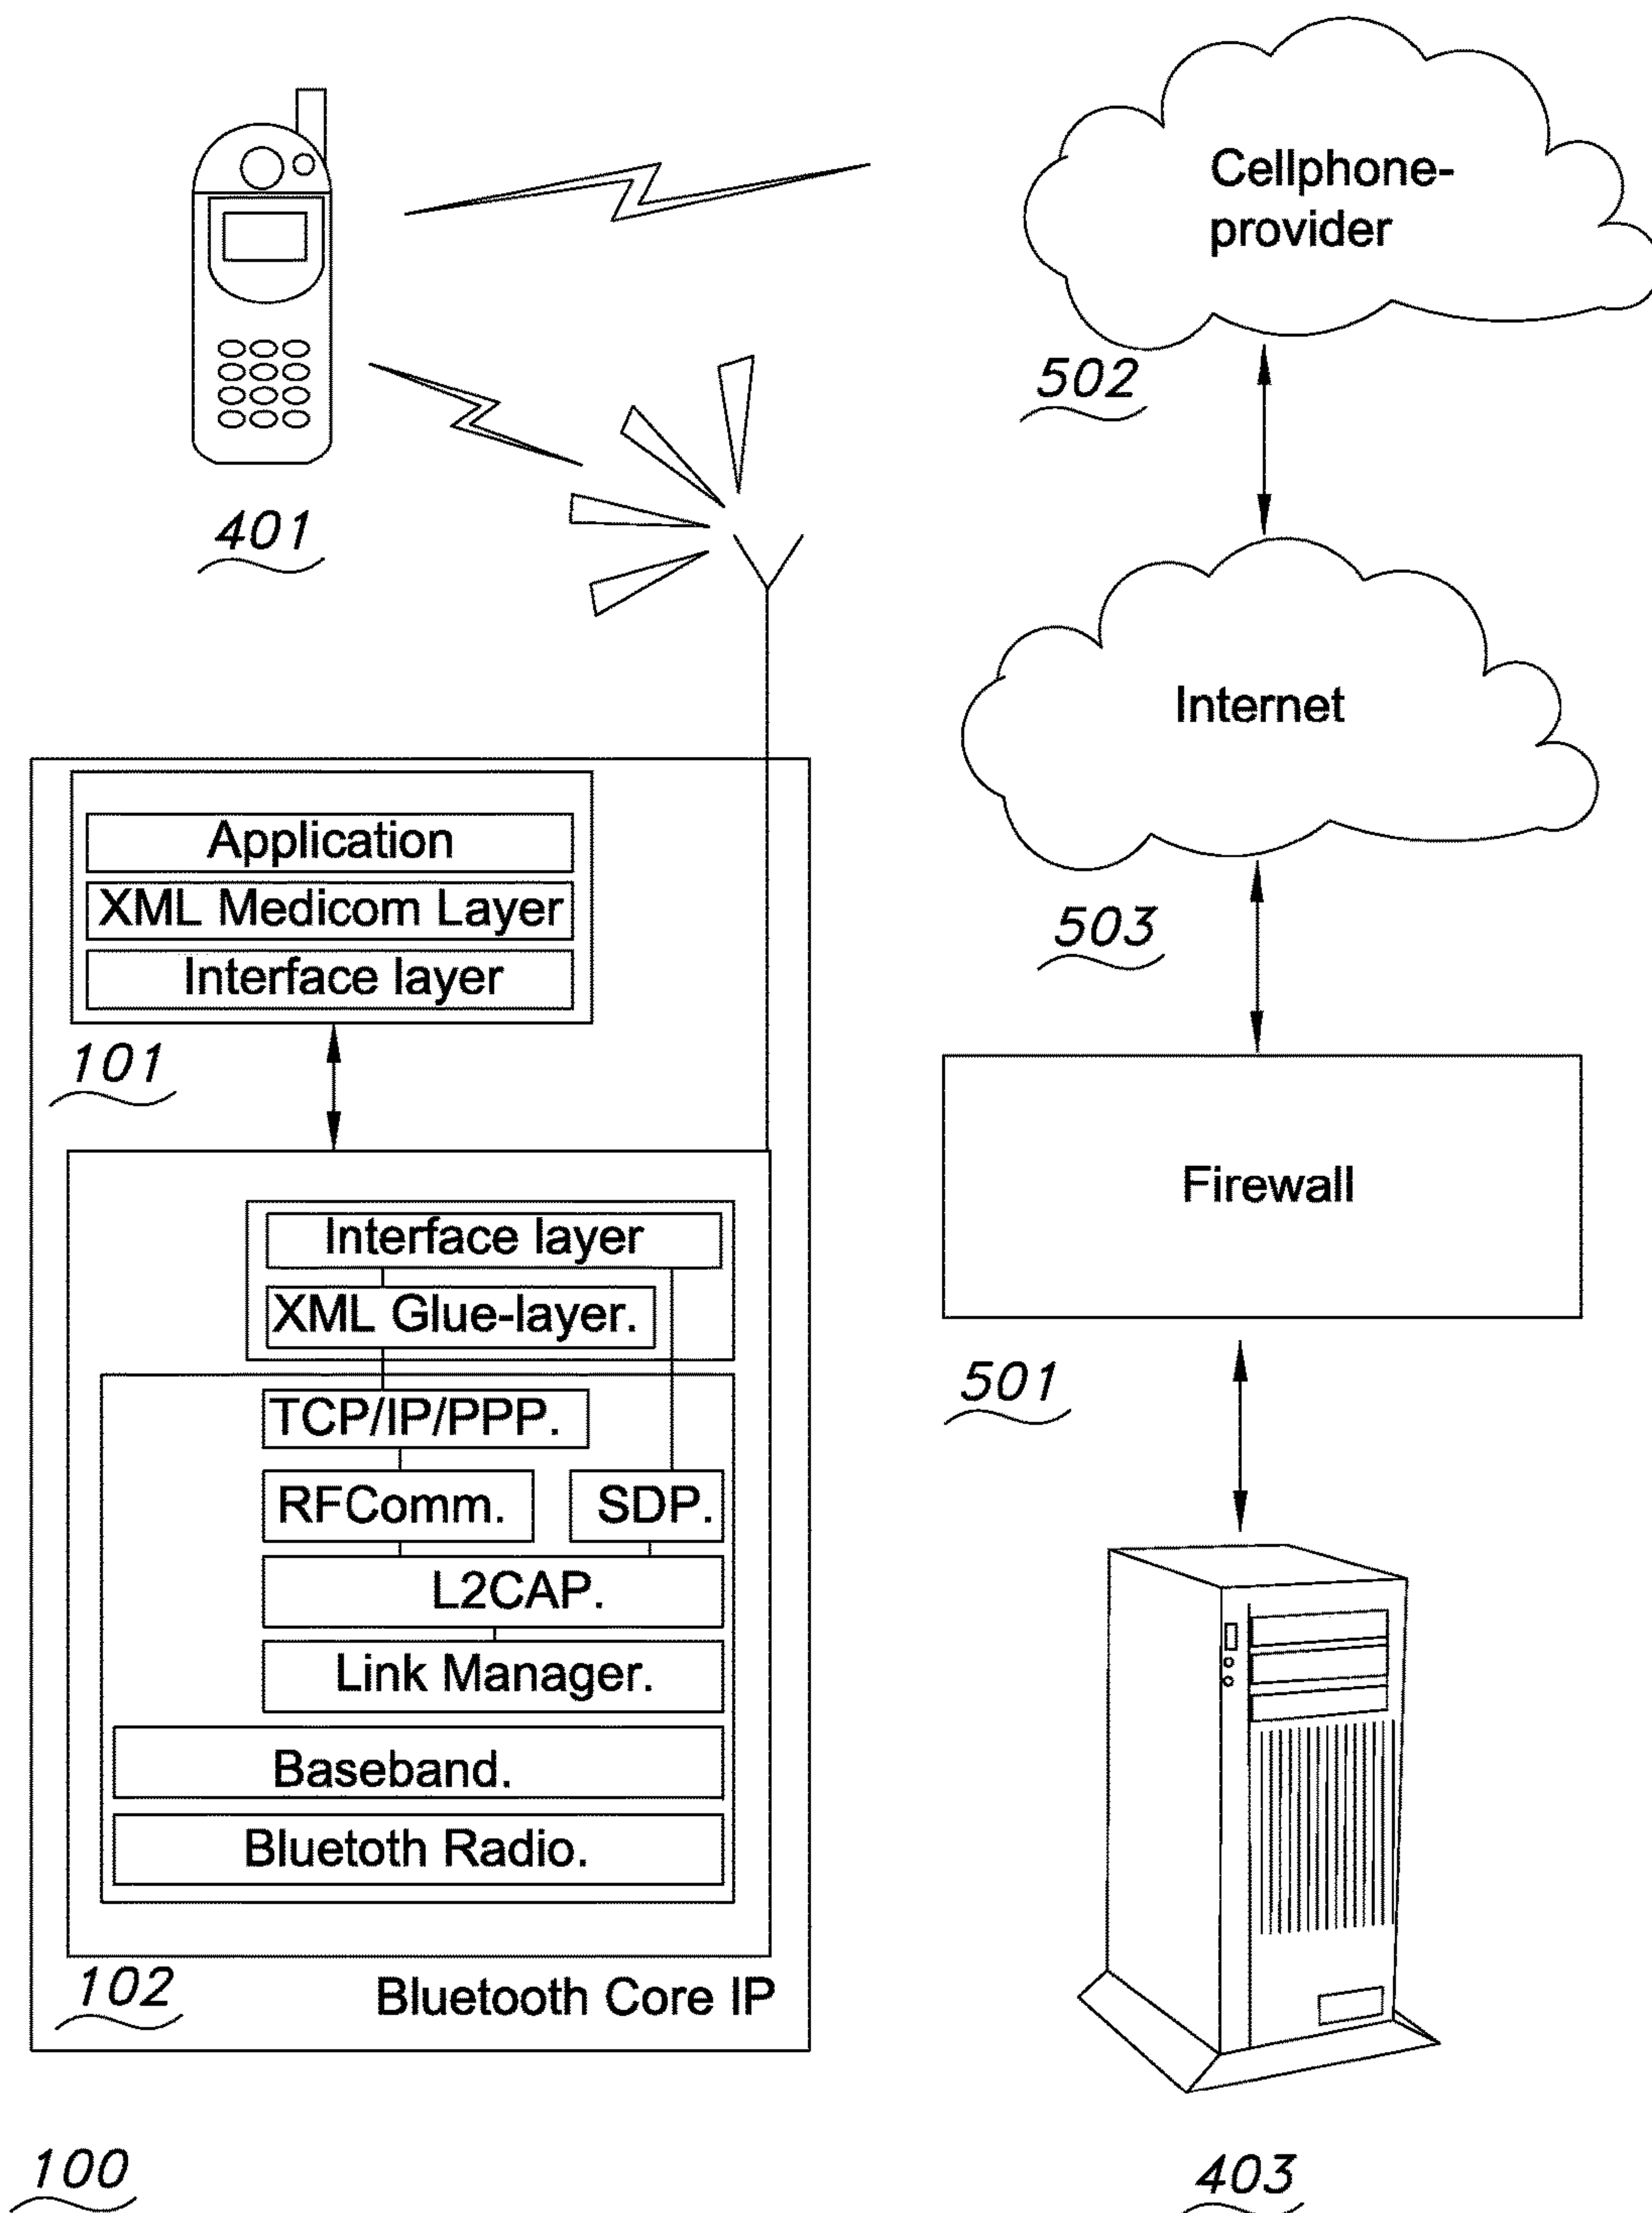 Cellphone-
provider
502
401
Internet
503
Application
XML Medicom Layer
Interface layer
101
Firewall
501
Interface layer
XML Glue-layer.
TCP/IP/PPP.
RFComm.
SDP.
L2CAP.
Link Manager.
Baseband.
Bluetoth Radio.
102
Bluetooth Core IP
100
403